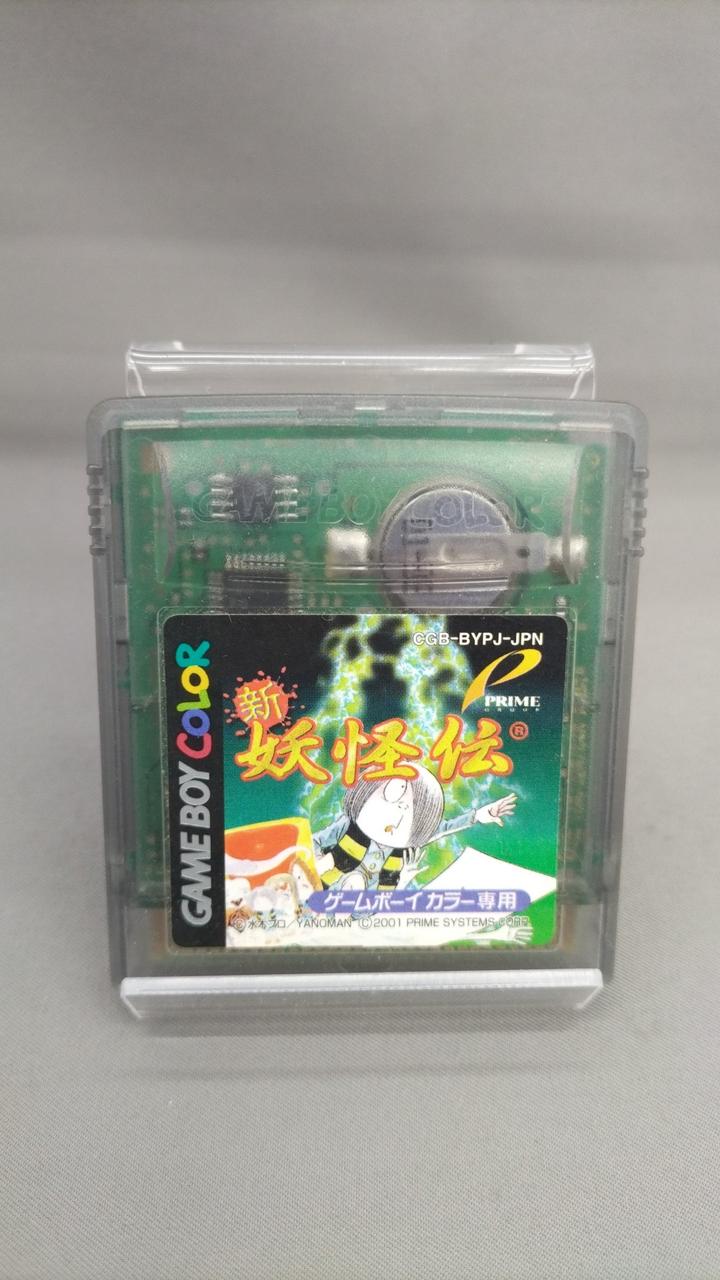 GAME BOY COLOR
CGB-BYPJ-JPN
PRIME
GROUP
新
妖怪伝®
GAME BOY COLOR
ゲームボーイカラー専用
©水木プロ/YANOMAN ©2001 PRIME SYSTEMS CORP.